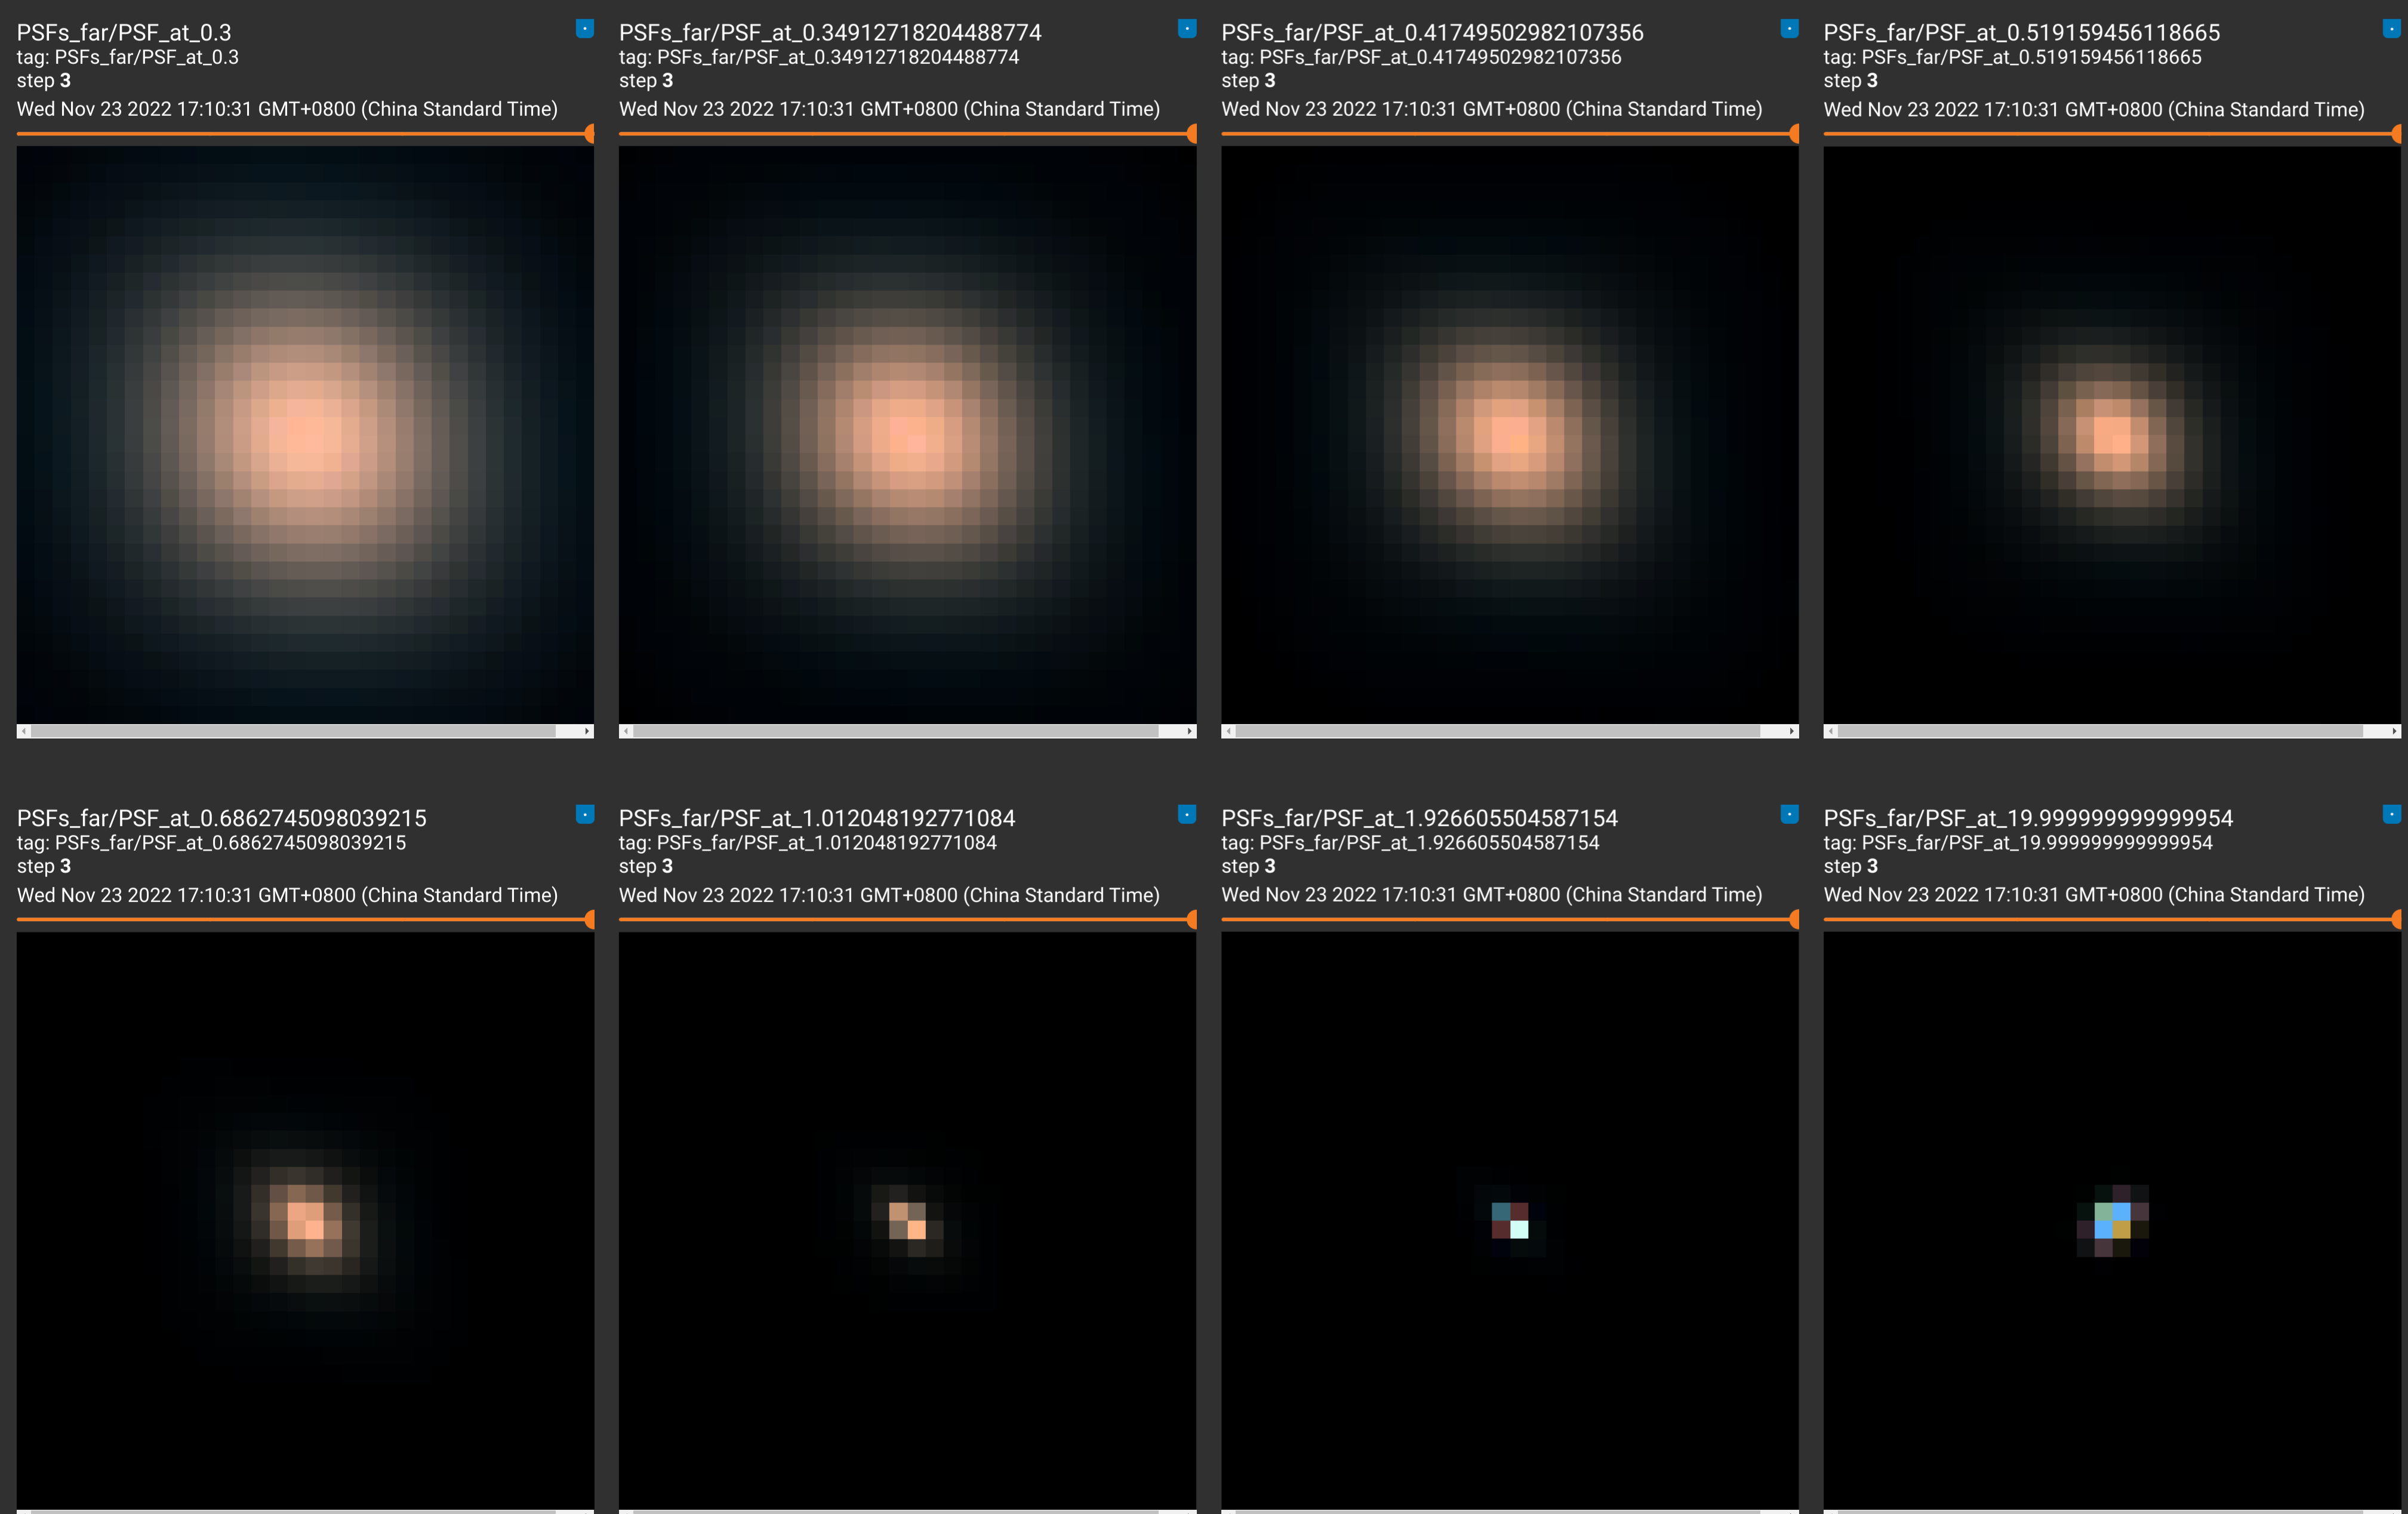 PSFs_far/PSF_at_0.3
tag: PSFs_far/PSF_at_0.3
step 3
Wed Nov 23 2022 17:10:31 GMT+0800 (China Standard Time)
PSFs_far/PSF_at_0.34912718204488774
tag: PSFs_far/PSF_at_0.34912718204488774
step 3
Wed Nov 23 2022 17:10:31 GMT+0800 (China Standard Time)
PSFs_far/PSF_at_0.41749502982107356
tag: PSFs_far/PSF_at_0.41749502982107356
step 3
Wed Nov 23 2022 17:10:31 GMT+0800 (China Standard Time)
PSFs_far/PSF_at_0.519159456118665
tag: PSFs_far/PSF_at_0.519159456118665
step 3
Wed Nov 23 2022 17:10:31 GMT+0800 (China Standard Time)
PSFs_far/PSF_at_0.6862745098039215
tag: PSFs_far/PSF_at_0.6862745098039215
step 3
Wed Nov 23 2022 17:10:31 GMT+0800 (China Standard Time)
PSFs_far/PSF_at_1.012048192771084
tag: PSFs_far/PSF_at_1.012048192771084
step 3
Wed Nov 23 2022 17:10:31 GMT+0800 (China Standard Time)
PSFs_far/PSF_at_1.926605504587154
tag: PSFs_far/PSF_at_1.926605504587154
step 3
Wed Nov 23 2022 17:10:31 GMT+0800 (China Standard Time)
PSFs_far/PSF_at_19.999999999999954
tag: PSFs_far/PSF_at_19.999999999999954
step 3
Wed Nov 23 2022 17:10:31 GMT+0800 (China Standard Time)